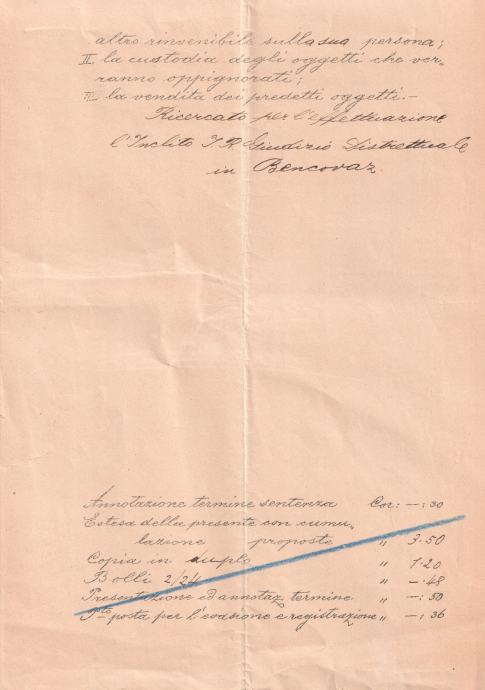 altro rinvenibile sulla sua persona;
II la custodia degli oggetti che ver-
ranno oppignorati;
III la vendita dei predetti oggetti.-
Ricercato per l'effettuazione
l'Inclito I. R. Giudizio Distrettuale
in Bencovaz
Annotazione termine sentenza Cor: -: 30
Estesa della presente con cumu-
lazione proposte " 3.50
Copia in duplo " 1.20
Bolli 2/24 " -.48
Presentazione ed annotaz termine " -: 50
posta per l'evasione e registrazione " -: 36